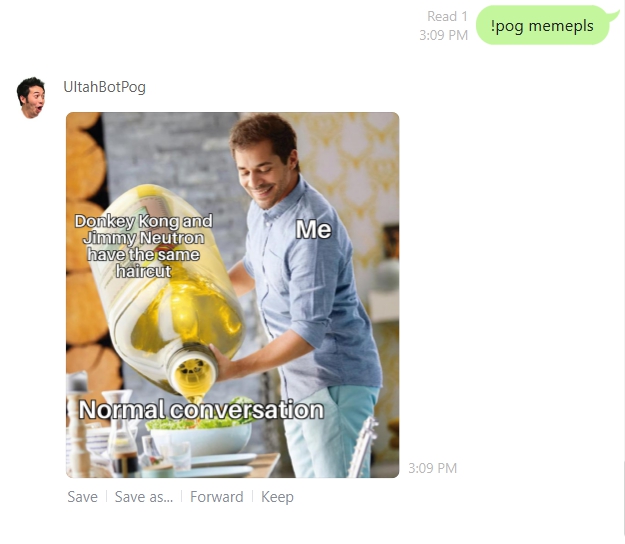 Read 1
3:09 PM
!pog memepls
UltahBotPog
Donkey Kong and
Jimmy Neutron
have the same
haircut
Me
Normal conversation
3:09 PM
Save
Save as...
Forward
Keep